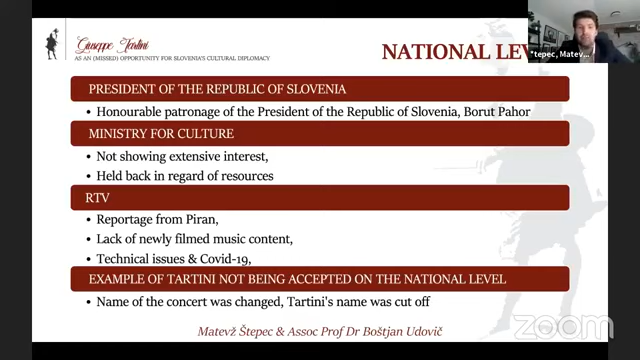 Giuseppe Tartini
AS AN (MISSED) OPPORTUNITY FOR SLOVENIA'S CULTURAL DIPLOMACY
NATIONAL LEV
*tepec, Matev...
PRESIDENT OF THE REPUBLIC OF SLOVENIA
• Honourable patronage of the President of the Republic of Slovenia, Borut Pahor
MINISTRY FOR CULTURE
• Not showing extensive interest,
• Held back in regard of resources
RTV
• Reportage from Piran,
• Lack of newly filmed music content,
• Technical issues & Covid-19,
EXAMPLE OF TARTINI NOT BEING ACCEPTED ON THE NATIONAL LEVEL
• Name of the concert was changed, Tartini's name was cut off
Matevž Štepec & Assoc Prof Dr Boštjan Udovič
zoom